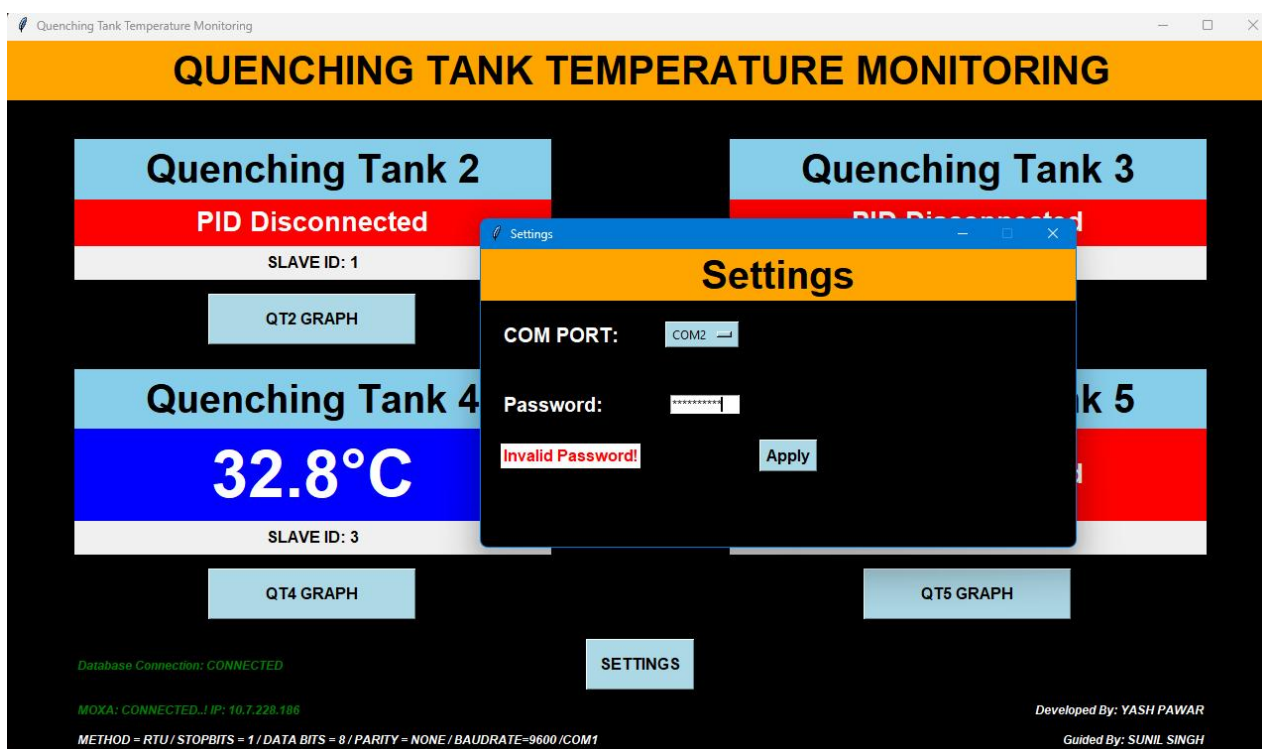 Quenching Tank Temperature Monitoring
QUENCHING TANK TEMPERATURE MONITORING
Quenching Tank 2
PID Disconnected
SLAVE ID: 1
QT2 GRAPH
Quenching Tank 3
Settings
Settings
COM PORT: COM2
Password: **********
Invalid Password! Apply
Quenching Tank 4
32.8°C
SLAVE ID: 3
QT4 GRAPH
k 5
d
QT5 GRAPH
SETTINGS
Database Connection: CONNECTED
MOXA: CONNECTED..! IP: 10.7.228.186
METHOD = RTU / STOPBITS = 1 / DATA BITS = 8 / PARITY = NONE / BAUDRATE=9600 /COM1
Developed By: YASH PAWAR
Guided By: SUNIL SINGH